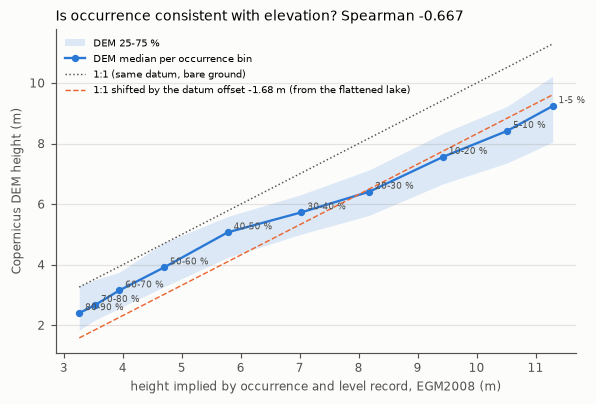 Is occurrence consistent with elevation? Spearman -0.667
DEM 25-75 %
DEM median per occurrence bin
1:1 (same datum, bare ground)
1:1 shifted by the datum offset -1.68 m (from the flattened lake)
Copernicus DEM height (m)
10
8
6
4
2
1-5 %
5-10 %
10-20 %
20-30 %
30-40 %
40-50 %
50-60 %
60-70 %
70-80 %
80-90 %
3 4 5 6 7 8 9 10 11
height implied by occurrence and level record, EGM2008 (m)